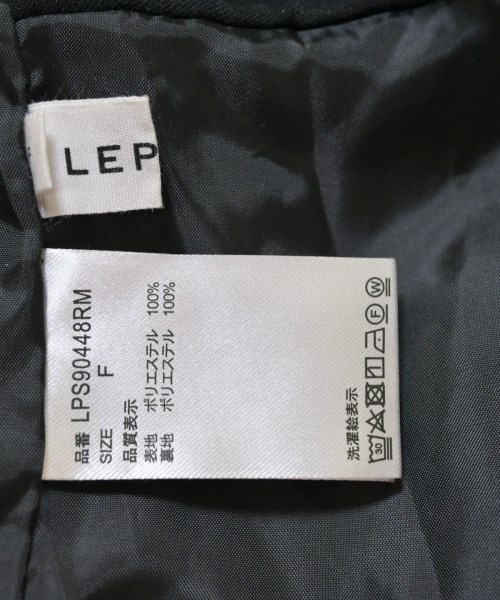 LEP
品番 LPS90448RM
SIZE F
品質表示
表地 ポリエステル 100%
裏地 ポリエステル 100%
洗濯絵表示
30 F W